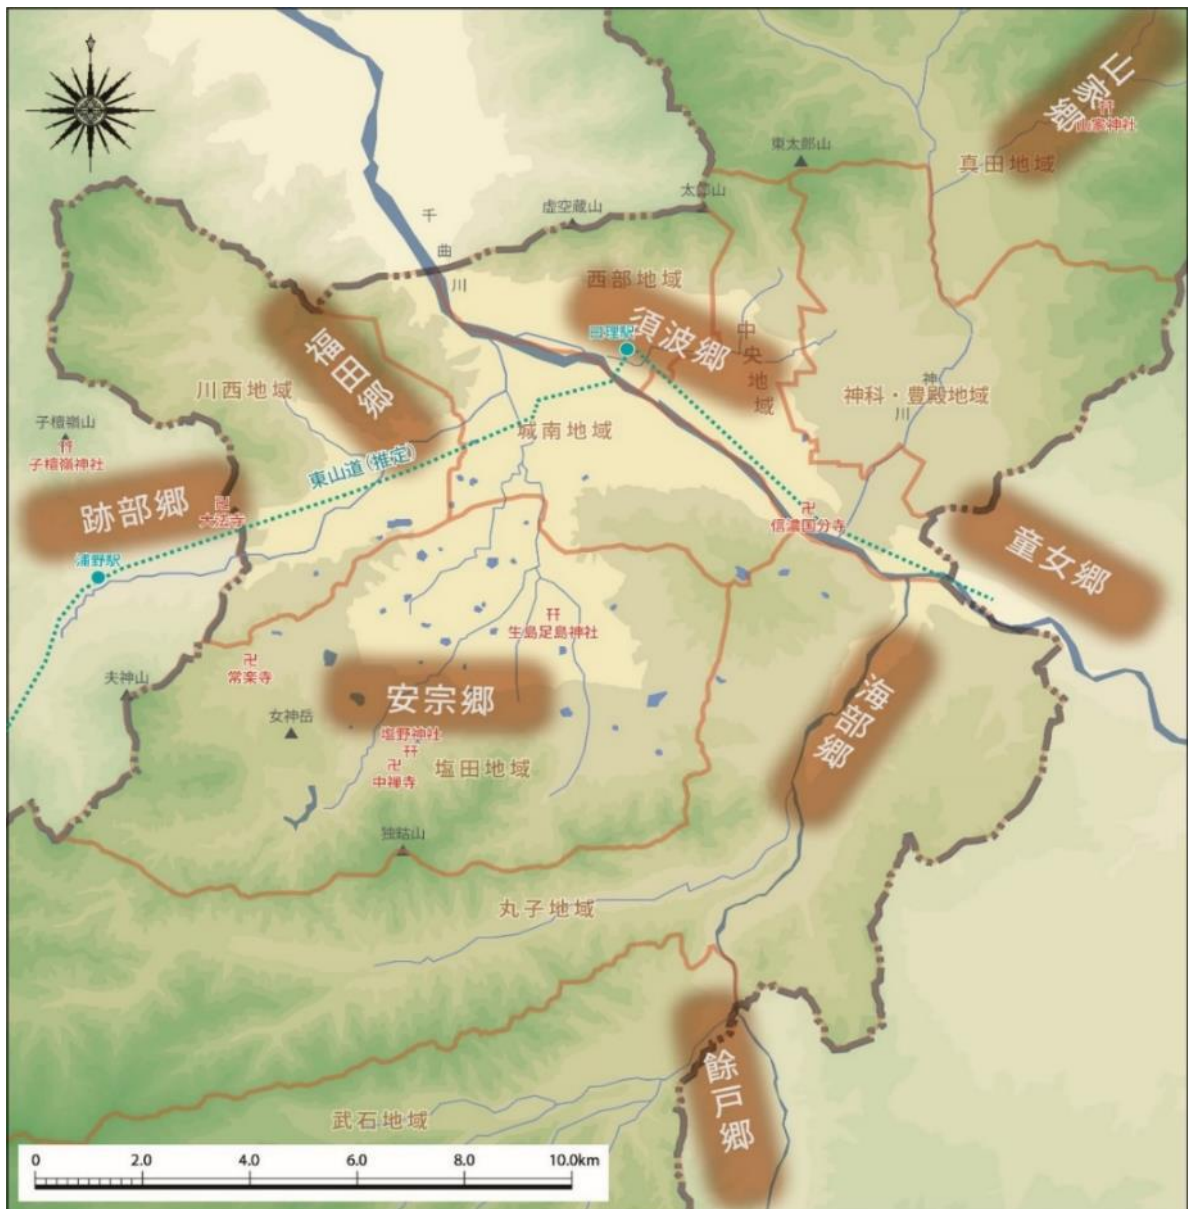 山家郷
山家神社
真田地域
東太郎山
太郎山
虚空蔵山
千曲川
西部地域
須波郷
亘理駅
中央地域
神科・豊殿地域
神川
福田郷
川西地域
城南地域
東山道(推定)
子檀嶺山
子檀嶺神社
跡部郷
大法寺
浦野駅
信濃国分寺
童女郷
生島足島神社
常楽寺
夫神山
女神岳
安宗郷
塩野神社
中禅寺
塩田地域
独鈷山
海部郷
丸子地域
餘戸郷
武石地域
0 2.0 4.0 6.0 8.0 10.0km